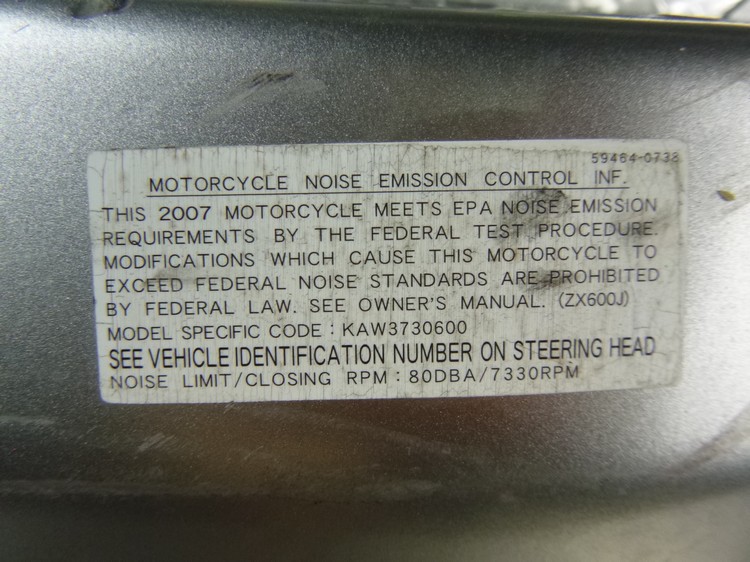 59464-0738
MOTORCYCLE NOISE EMISSION CONTROL INF.
THIS 2007 MOTORCYCLE MEETS EPA NOISE EMISSION
REQUIREMENTS BY THE FEDERAL TEST PROCEDURE.
MODIFICATIONS WHICH CAUSE THIS MOTORCYCLE TO
EXCEED FEDERAL NOISE STANDARDS ARE PROHIBITED
BY FEDERAL LAW. SEE OWNER'S MANUAL. (ZX600J)
MODEL SPECIFIC CODE : KAW3730600
SEE VEHICLE IDENTIFICATION NUMBER ON STEERING HEAD
NOISE LIMIT/CLOSING RPM : 80DBA/7330RPM